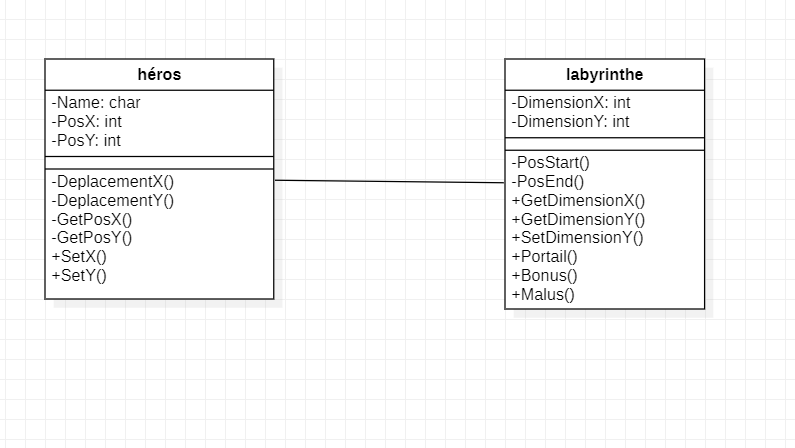 héros
-Name: char
-PosX: int
-PosY: int
-DeplacementX()
-DeplacementY()
-GetPosX()
-GetPosY()
+SetX()
+SetY()
labyrinthe
-DimensionX: int
-DimensionY: int
-PosStart()
-PosEnd()
+GetDimensionX()
+GetDimensionY()
+SetDimensionY()
+Portail()
+Bonus()
+Malus()